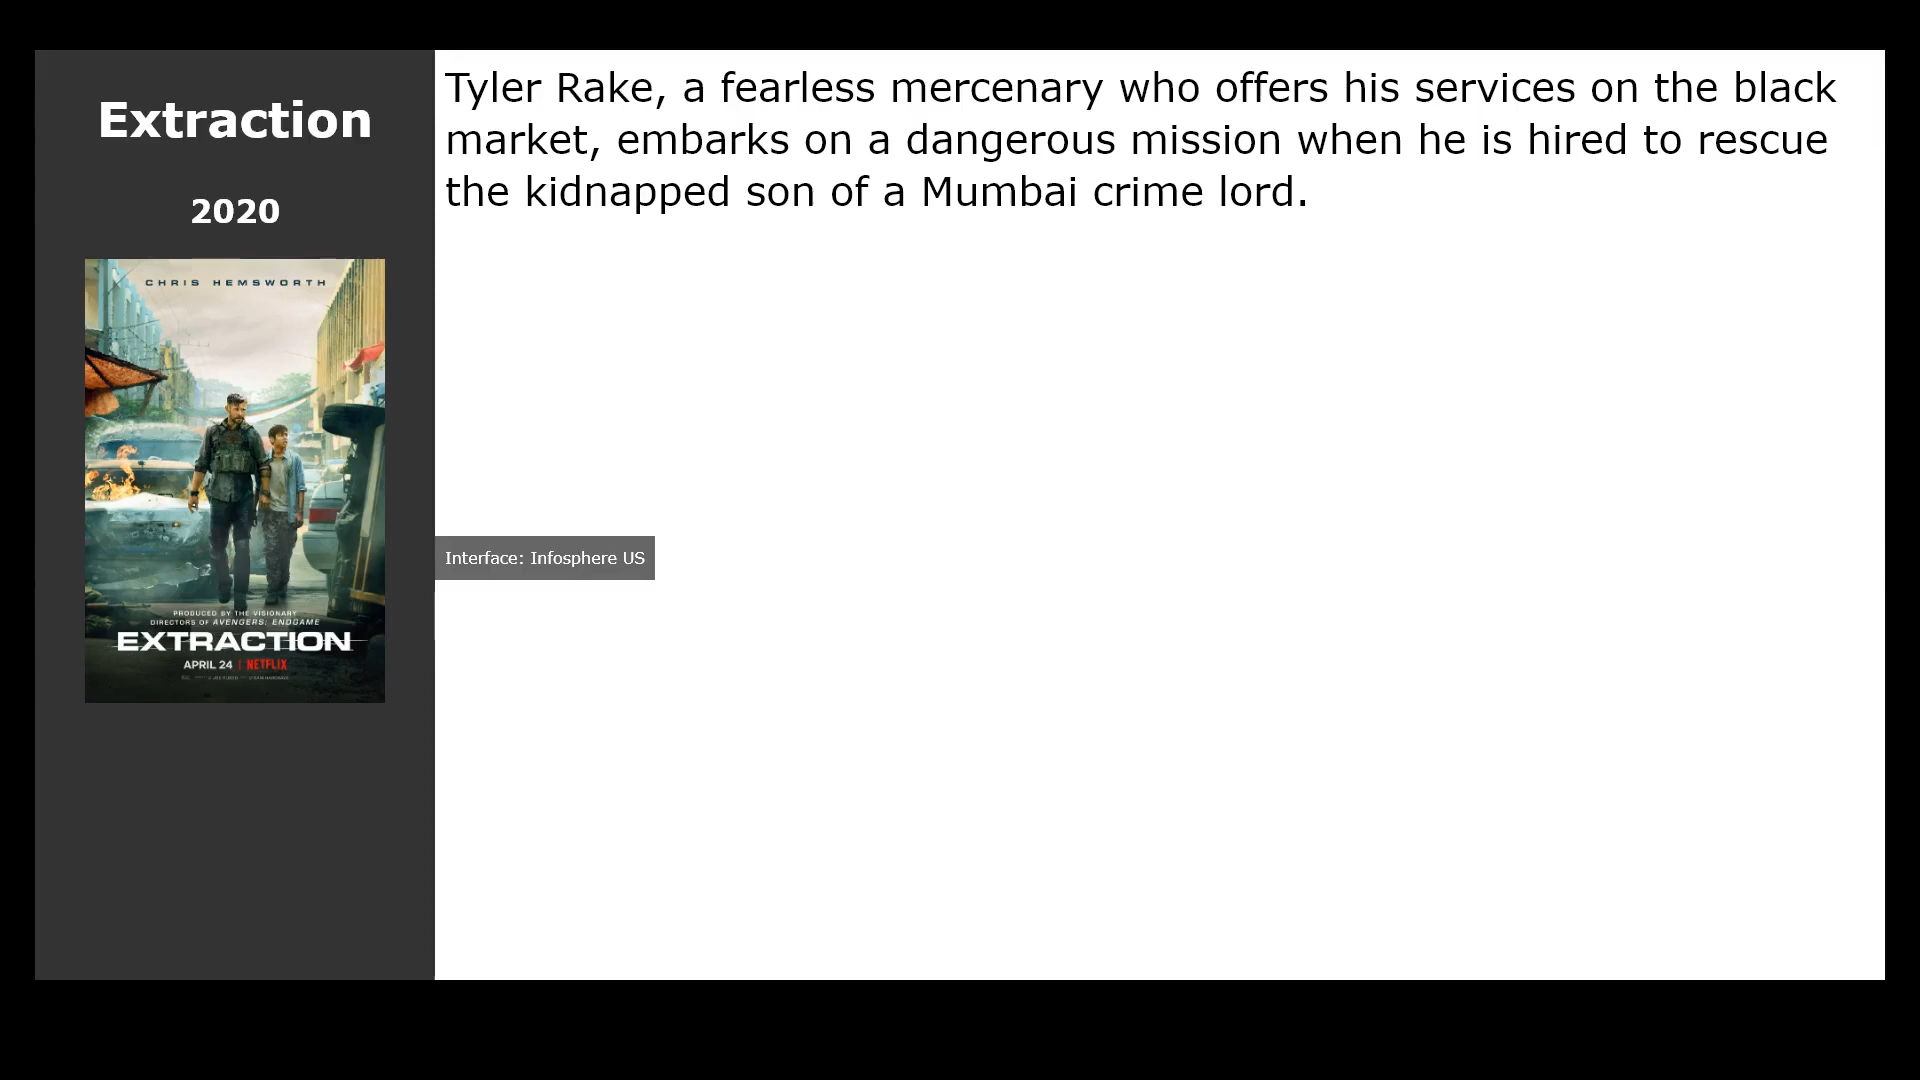 Extraction
2020
CHRIS HEMSWORTH
PRODUCED BY THE VISIONARY
DIRECTORS OF AVENGERS: ENDGAME
EXTRACTION
APRIL 24 | NETFLIX
Tyler Rake, a fearless mercenary who offers his services on the black
market, embarks on a dangerous mission when he is hired to rescue
the kidnapped son of a Mumbai crime lord.
Interface: Infosphere US